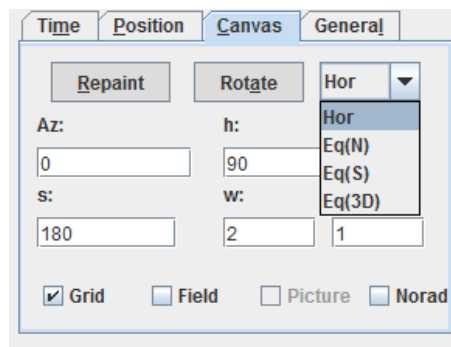 Time Position Canvas General
Repaint Rotate Hor
Hor
Az: h:
Eq(N)
0 90
Eq(S)
s: w:
Eq(3D)
180 2 1
Grid Field Picture Norad